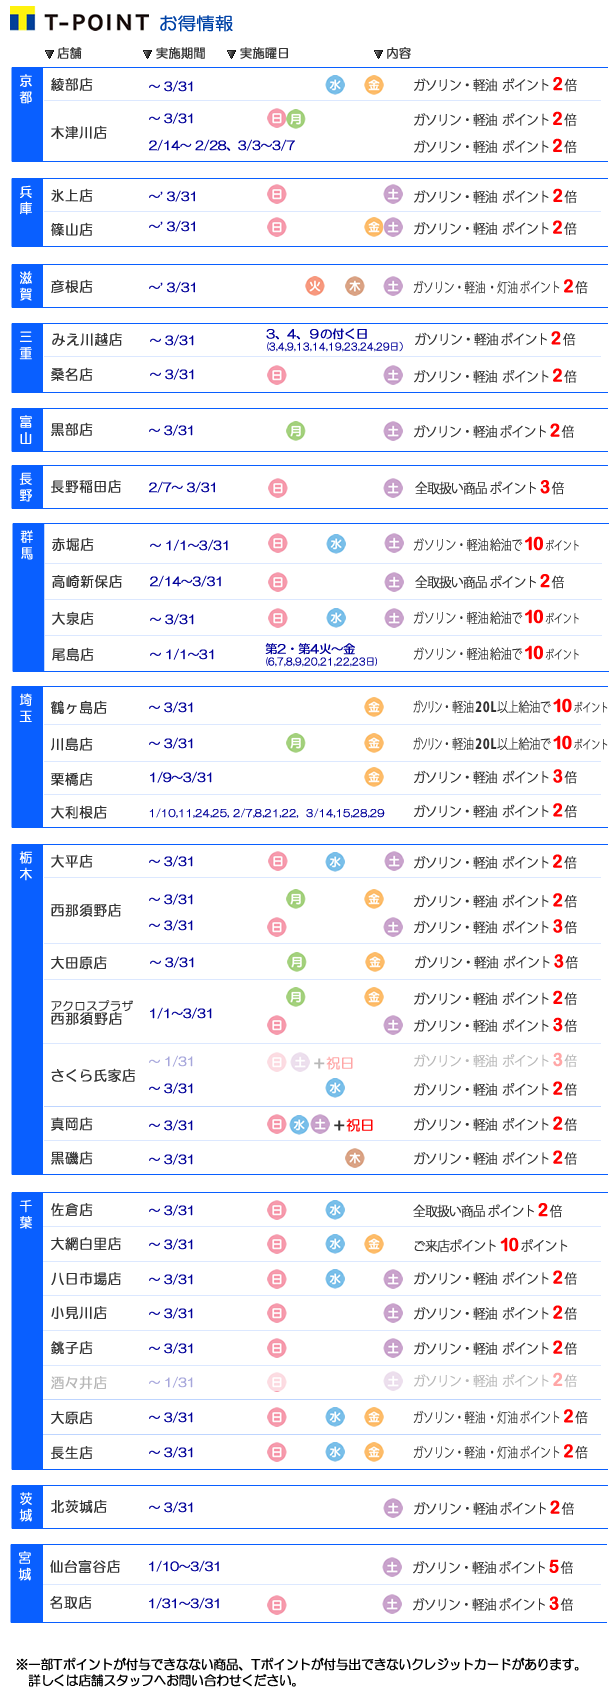 T-POINT お得情報
▼店舗 ▼実施期間 ▼実施曜日 ▼内容
京都
綾部店 ～ 3/31 水 金 ガソリン・軽油 ポイント 2 倍
木津川店 ～ 3/31 日 月 ガソリン・軽油 ポイント 2 倍
2/14～ 2/28、3/3～3/7 ガソリン・軽油 ポイント 2 倍
兵庫
氷上店 ～' 3/31 日 土 ガソリン・軽油 ポイント 2 倍
篠山店 ～' 3/31 日 金 土 ガソリン・軽油 ポイント 2 倍
滋賀
彦根店 ～' 3/31 火 木 土 ガソリン・軽油・灯油 ポイント 2 倍
三重
みえ川越店 ～ 3/31 3、4、9の付く日 ガソリン・軽油 ポイント 2 倍
(3,4,9,13,14,19,23,24,29日)
桑名店 ～ 3/31 日 土 ガソリン・軽油 ポイント 2 倍
富山
黒部店 ～ 3/31 月 土 ガソリン・軽油 ポイント 2 倍
長野
長野稲田店 2/7～ 3/31 日 土 全取扱い商品 ポイント 3 倍
群馬
赤堀店 ～ 1/1～3/31 日 水 土 ガソリン・軽油 給油で 10 ポイント
高崎新保店 2/14～3/31 日 土 全取扱い商品 ポイント 2 倍
大泉店 ～ 3/31 日 水 土 ガソリン・軽油 給油で 10 ポイント
尾島店 ～ 1/1～31 第2・第4火～金 ガソリン・軽油 給油で 10 ポイント
(6,7,8,9,20,21,22,23日)
埼玉
鶴ヶ島店 ～ 3/31 金 ガソリン・軽油20L以上給油で 10 ポイント
川島店 ～ 3/31 月 金 ガソリン・軽油20L以上給油で 10 ポイント
栗橋店 1/9～3/31 金 ガソリン・軽油 ポイント 3 倍
大利根店 1/10,11,24,25, 2/7,8,21,22, 3/14,15,28,29 ガソリン・軽油 ポイント 2 倍
栃木
大平店 ～ 3/31 日 水 土 ガソリン・軽油 ポイント 2 倍
西那須野店 ～ 3/31 月 金 ガソリン・軽油 ポイント 2 倍
～ 3/31 日 土 ガソリン・軽油 ポイント 3 倍
大田原店 ～ 3/31 月 金 ガソリン・軽油 ポイント 3 倍
アクロスプラザ
西那須野店 1/1～3/31 月 金 ガソリン・軽油 ポイント 2 倍
日 土 ガソリン・軽油 ポイント 3 倍
さくら氏家店 ～ 1/31 日 土 +祝日 ガソリン・軽油 ポイント 3 倍
～ 3/31 水 ガソリン・軽油 ポイント 2 倍
真岡店 ～ 3/31 日 水 土 +祝日 ガソリン・軽油 ポイント 2 倍
黒磯店 ～ 3/31 木 ガソリン・軽油 ポイント 2 倍
千葉
佐倉店 ～ 3/31 日 水 全取扱い商品 ポイント 2 倍
大網白里店 ～ 3/31 日 水 金 ご来店ポイント 10 ポイント
八日市場店 ～ 3/31 日 水 土 ガソリン・軽油 ポイント 2 倍
小見川店 ～ 3/31 日 土 ガソリン・軽油 ポイント 2 倍
銚子店 ～ 3/31 日 土 ガソリン・軽油 ポイント 2 倍
酒々井店 ～ 1/31 日 土 ガソリン・軽油 ポイント 2 倍
大原店 ～ 3/31 日 水 金 ガソリン・軽油・灯油 ポイント 2 倍
長生店 ～ 3/31 日 水 金 ガソリン・軽油・灯油 ポイント 2 倍
茨城
北茨城店 ～ 3/31 土 ガソリン・軽油 ポイント 2 倍
宮城
仙台富谷店 1/10～3/31 土 ガソリン・軽油 ポイント 5 倍
名取店 1/31～3/31 日 土 ガソリン・軽油 ポイント 3 倍
※一部Tポイントが付与できなない商品、Tポイントが付与出できないクレジットカードがあります。
詳しくは店舗スタッフへお問い合わせください。